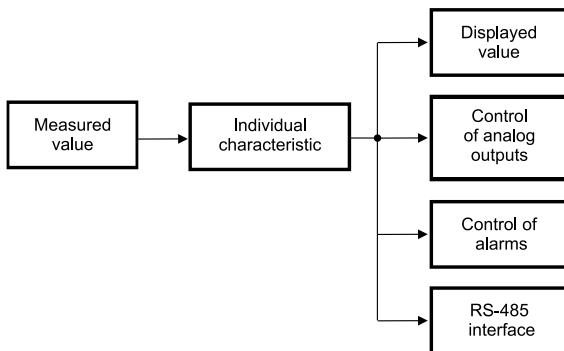 Measured
value
Individual
characteristic
Displayed
value
Control
of analog
outputs
Control of
alarms
RS-485
interface